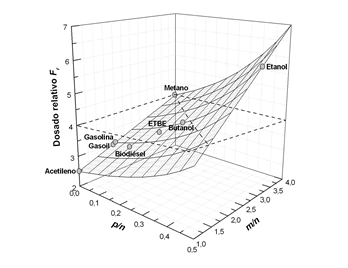 7
6
5
4
3
2
Dosado relativo Fr
Metano
Etanol
ETBE
Butanol
Gasolina
Gasoil
Biodiésel
Acetileno
0,0
0,1
0,2
0,3
0,4
0,5
p/n
1,0
1,5
2,0
2,5
3,0
3,5
4,0
m/n